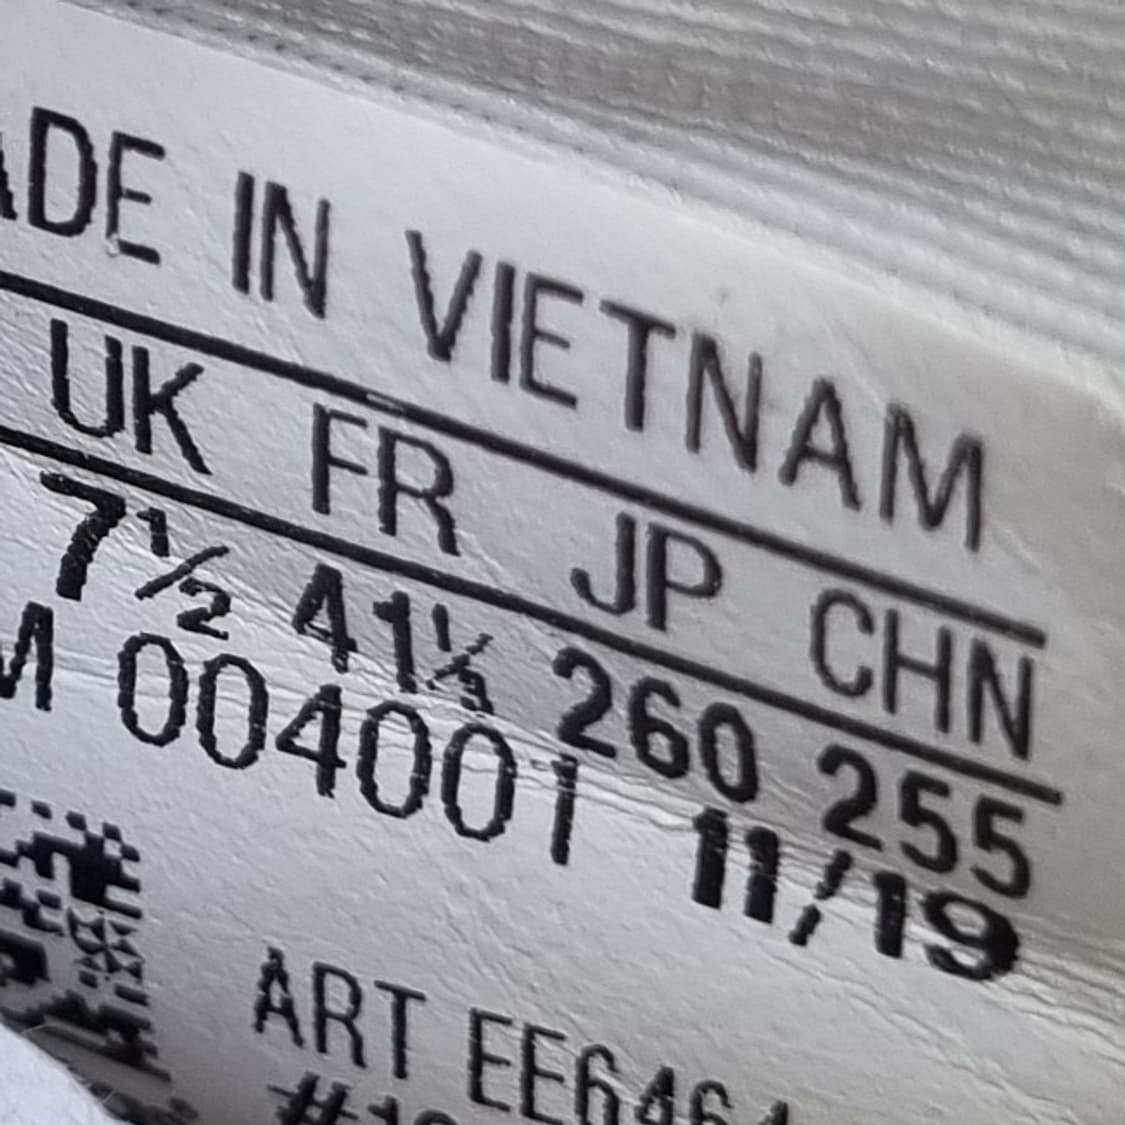 ADE IN VIETNAM
UK FR JP CHN
7½ 41⅓ 260 255
M 004001 11/19
ART EE6464